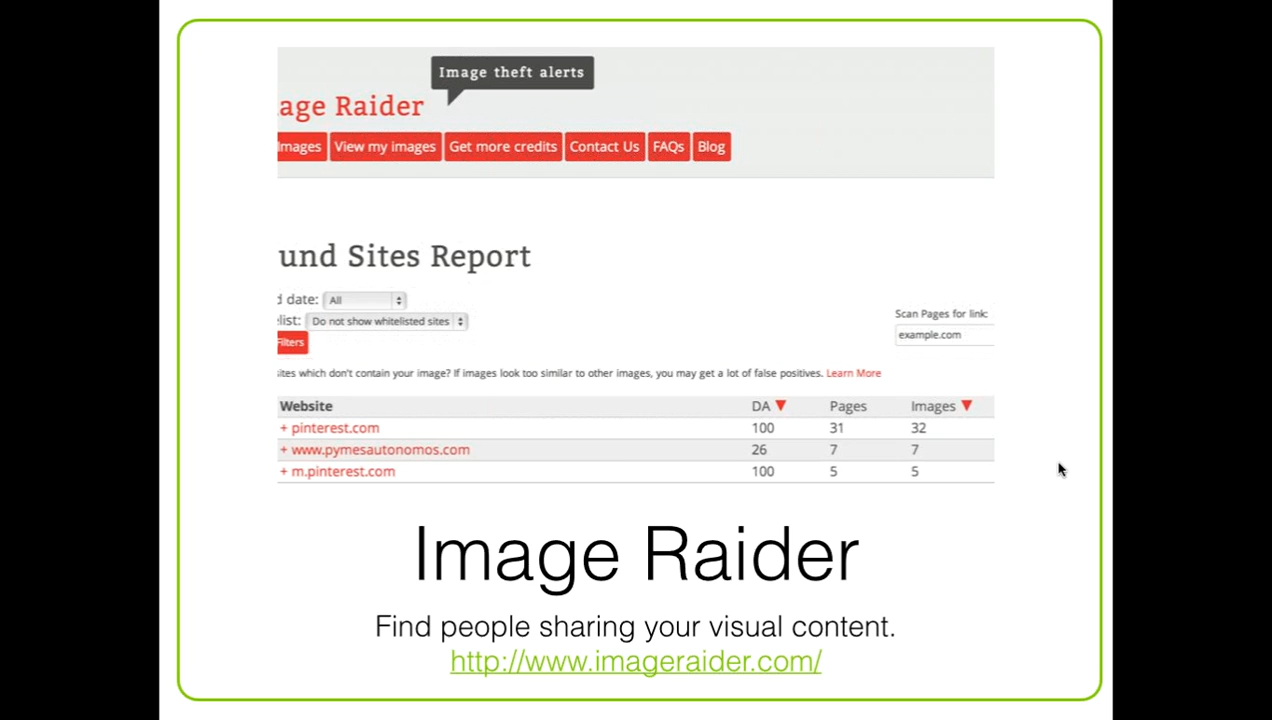 Image theft alerts
age Raider
Images View my images Get more credits Contact Us FAQs Blog
und Sites Report
d date: All
list: Do not show whitelisted sites
Filters
Scan Pages for link:
example.com
ites which don't contain your image? If images look too similar to other images, you may get a lot of false positives. Learn More
Website DA ▼ Pages Images ▼
+ pinterest.com 100 31 32
+ www.pymesautonomos.com 26 7 7
+ m.pinterest.com 100 5 5
Image Raider
Find people sharing your visual content.
http://www.imageraider.com/